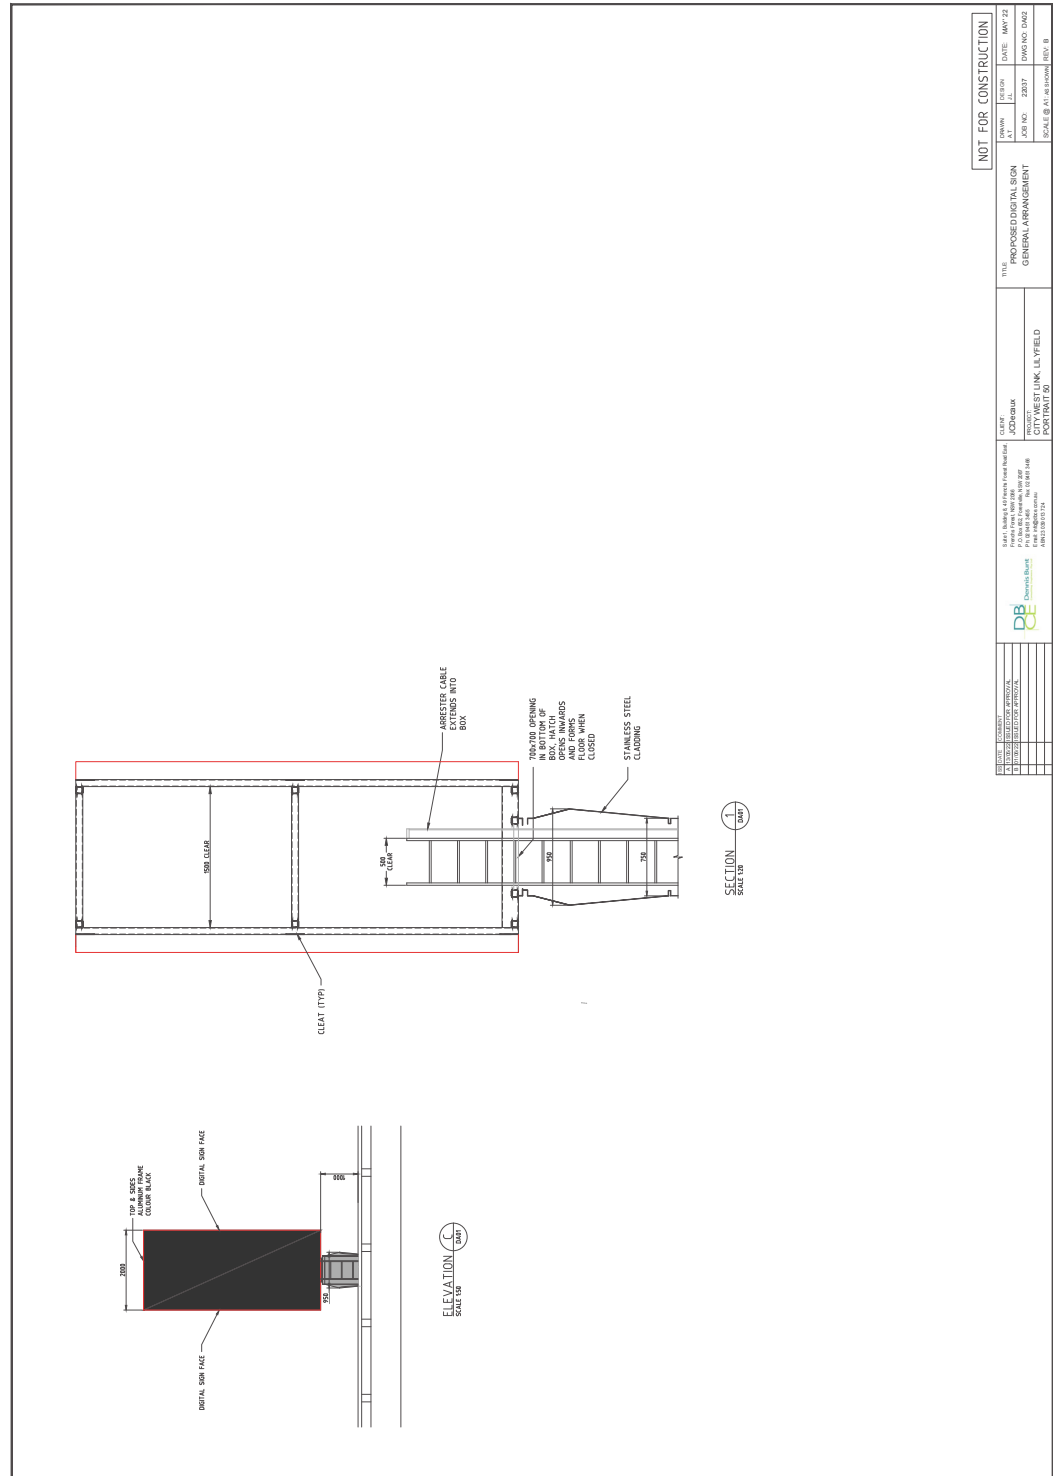 2000
TOP & SIDES
ALUMINIUM FRAME
COLOUR BLACK
DIGITAL SIGN FACE
DIGITAL SIGN FACE
950
1000
ELEVATION C
SCALE 1:50
DA01
CLEAT (TYP)
1500 CLEAR
500
CLEAR
ARRESTER CABLE
EXTENDS INTO
BOX
700x700 OPENING
IN BOTTOM OF
BOX, HATCH
OPENS INWARDS
AND FORMS
FLOOR WHEN
CLOSED
950
750
STAINLESS STEEL
CLADDING
SECTION 1
SCALE 1:20
DA01
NOT FOR CONSTRUCTION
ISS DATE COMMENT
A ISSUED FOR APPROVAL
B ISSUED FOR APPROVAL
DB
CE
Dennis Bunt
CLIENT:
JCDecaux
PROJECT:
CITY WEST LINK, LILYFIELD
PORTRAIT 50
TITLE:
PROPOSED DIGITAL SIGN
GENERAL ARRANGEMENT
DRAWN
A.T.
DESIGN
J.L.
DATE: MAY '22
JOB NO: 22037
DWG NO: DA02
SCALE @ A1: AS SHOWN
REV: B